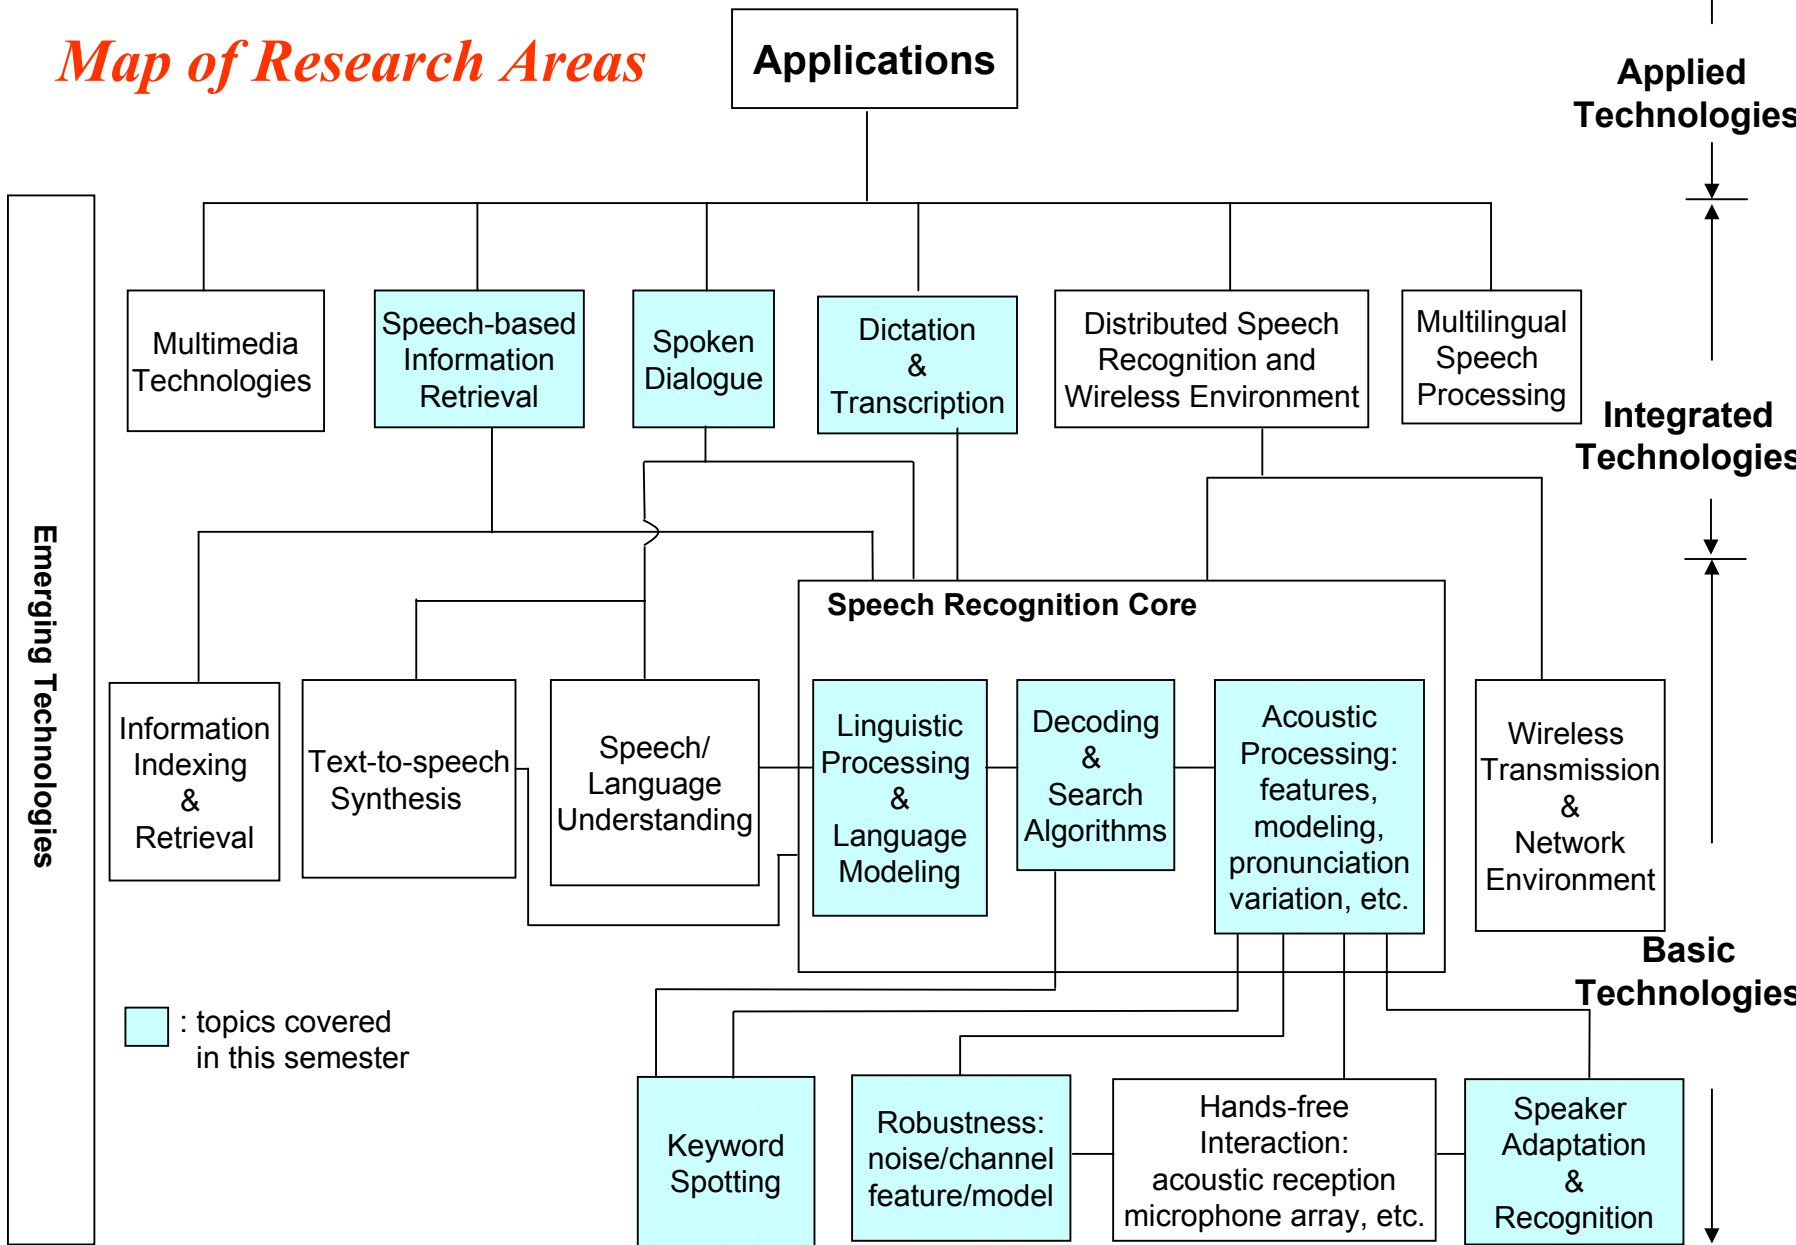 Map of Research Areas
Applications
Applied
Technologies
Multimedia
Technologies
Speech-based
Information
Retrieval
Spoken
Dialogue
Dictation
&
Transcription
Distributed Speech
Recognition and
Wireless Environment
Multilingual
Speech
Processing
Integrated
Technologies
Emerging Technologies
Speech Recognition Core
Information
Indexing
&
Retrieval
Text-to-speech
Synthesis
Speech/
Language
Understanding
Linguistic
Processing
&
Language
Modeling
Decoding
&
Search
Algorithms
Acoustic
Processing:
features,
modeling,
pronunciation
variation, etc.
Wireless
Transmission
&
Network
Environment
Basic
Technologies
: topics covered
in this semester
Keyword
Spotting
Robustness:
noise/channel
feature/model
Hands-free
Interaction:
acoustic reception
microphone array, etc.
Speaker
Adaptation
&
Recognition